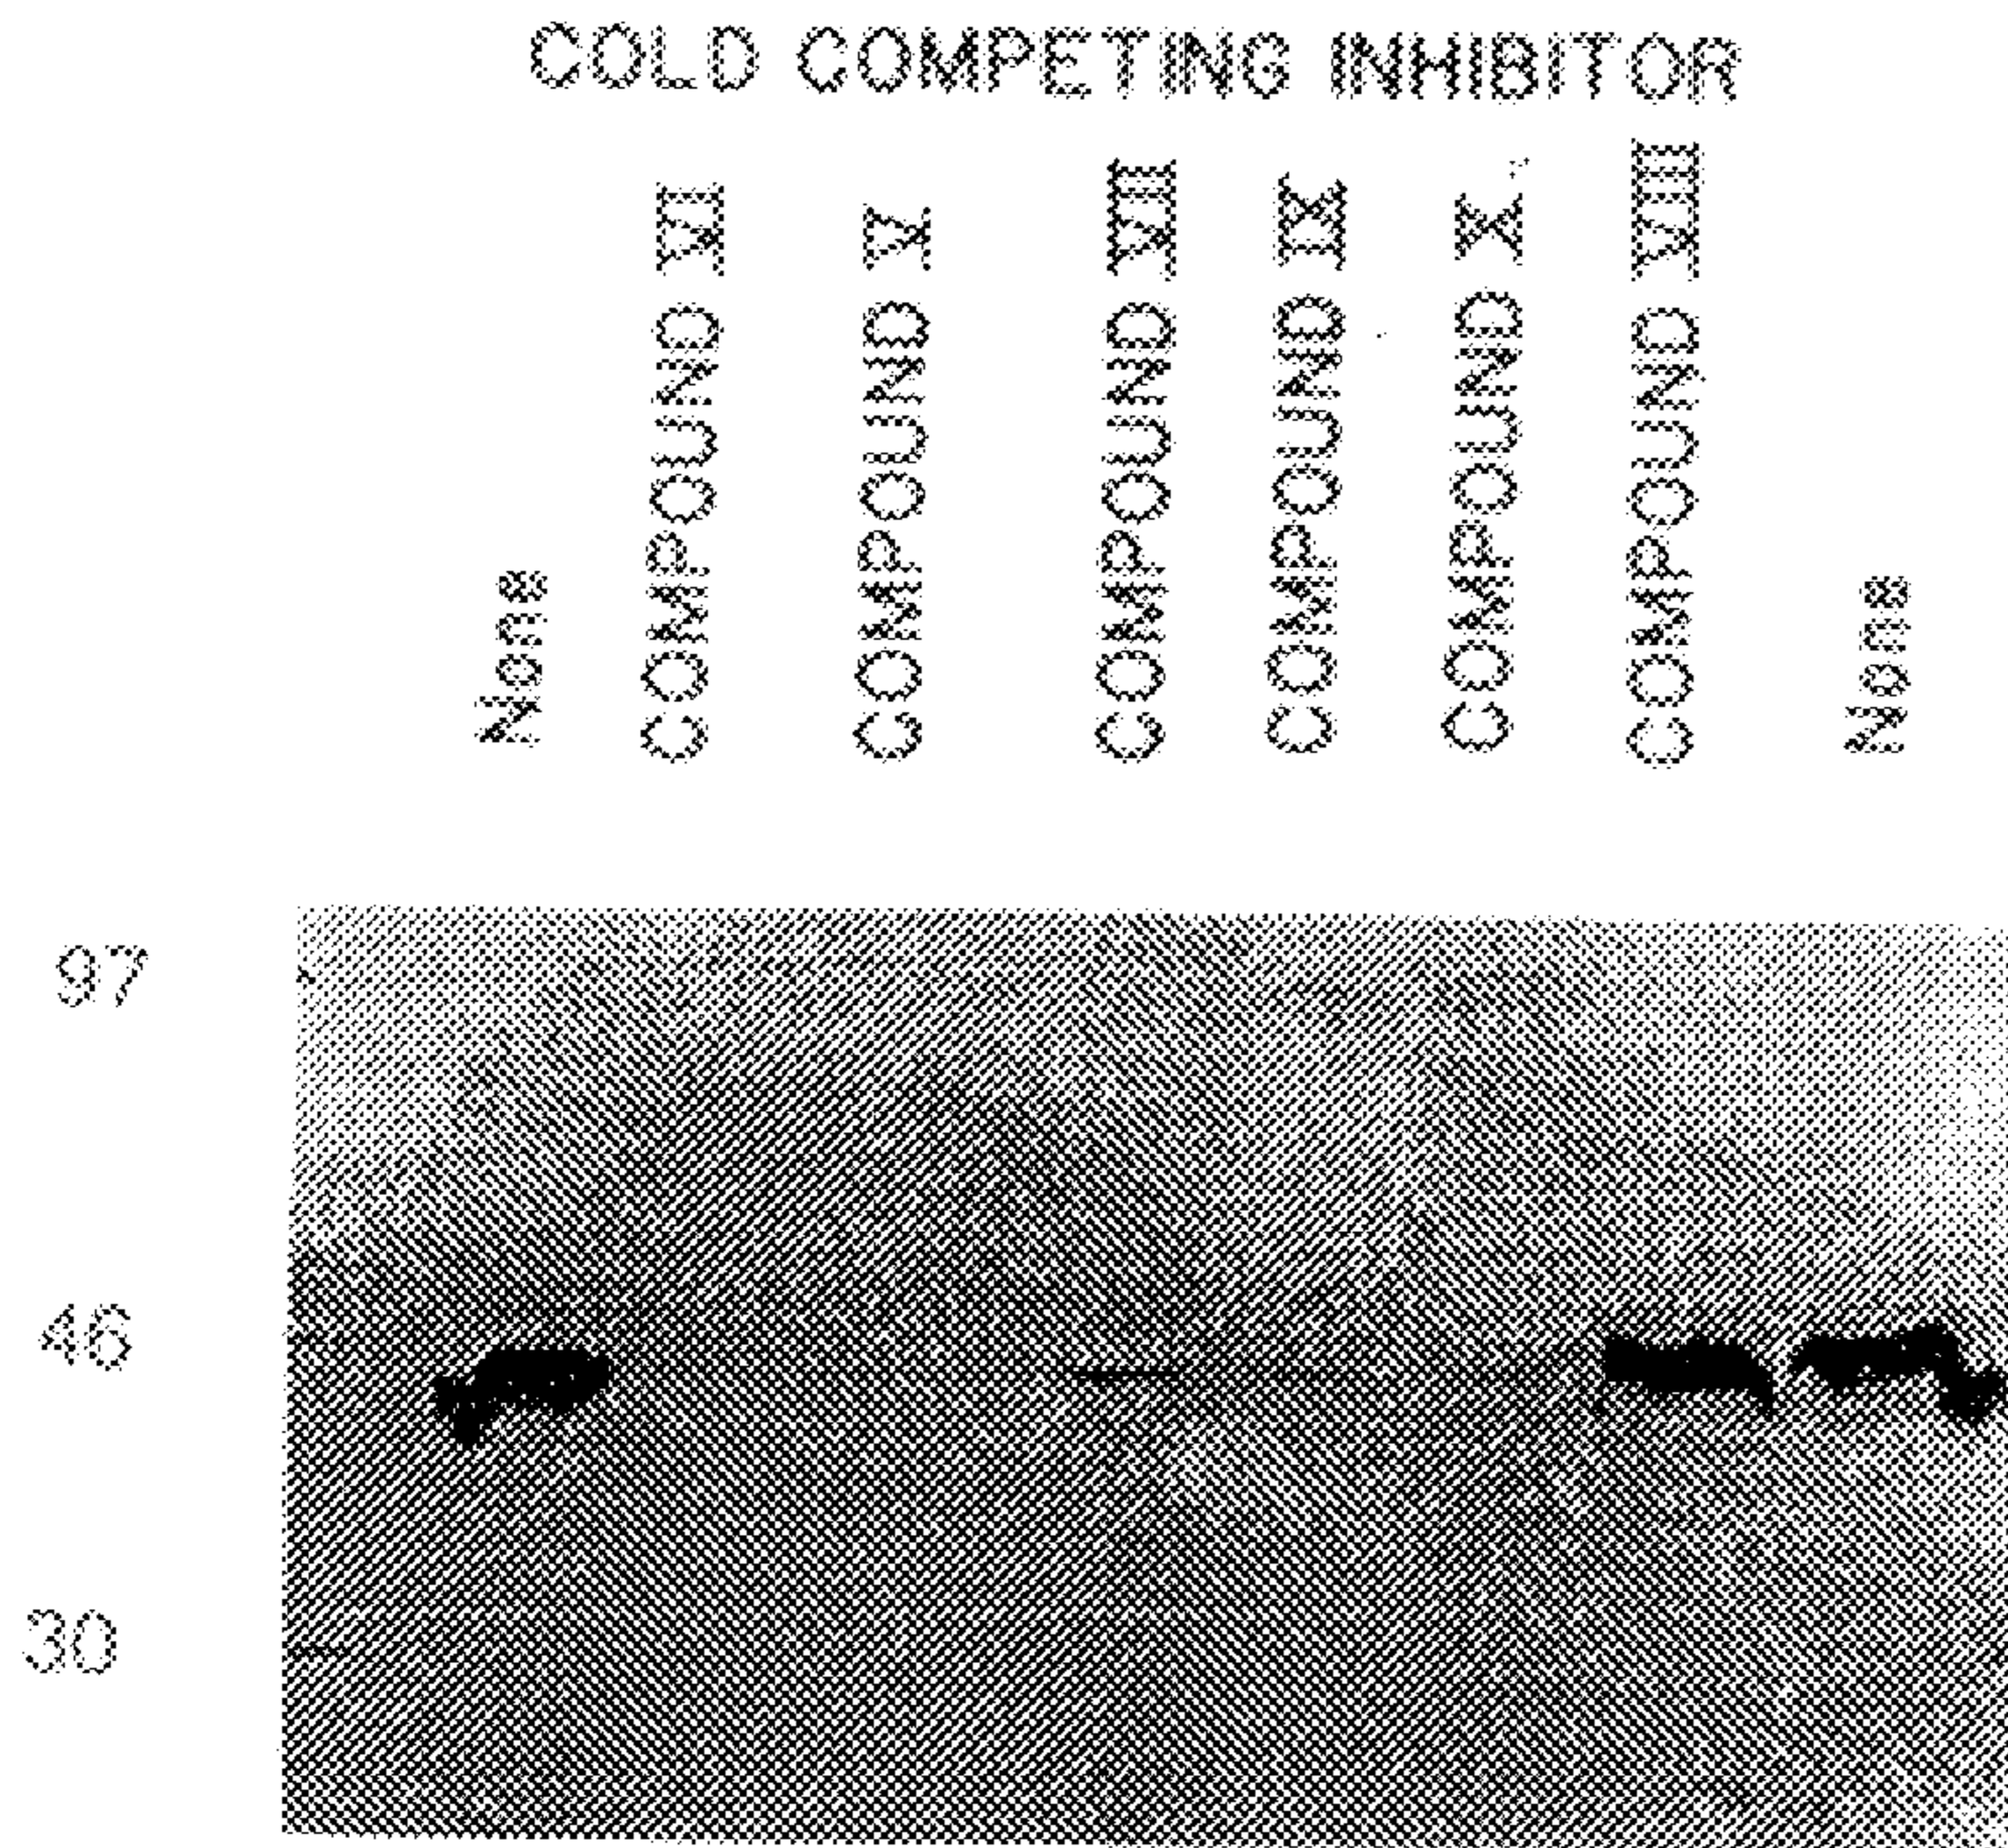 COLD COMPETING INHIBITOR
None
COMPOUND VI
COMPOUND V
COMPOUND VII
COMPOUND IX
COMPOUND X
COMPOUND VIII
None
97
46
30